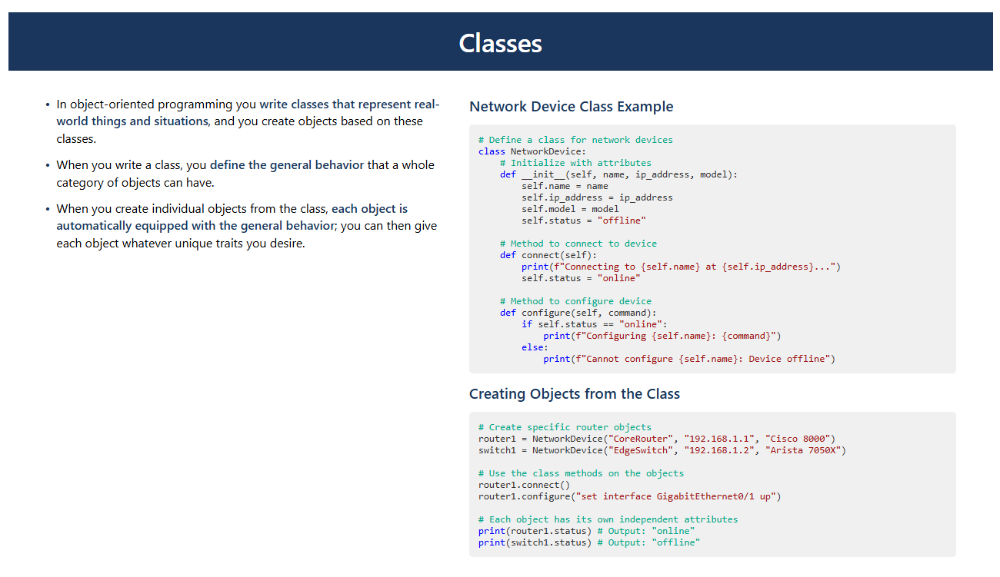 Classes
• In object-oriented programming you write classes that represent real-
world things and situations, and you create objects based on these
classes.
• When you write a class, you define the general behavior that a whole
category of objects can have.
• When you create individual objects from the class, each object is
automatically equipped with the general behavior; you can then give
each object whatever unique traits you desire.
Network Device Class Example
# Define a class for network devices
class NetworkDevice:
    # Initialize with attributes
    def __init__(self, name, ip_address, model):
        self.name = name
        self.ip_address = ip_address
        self.model = model
        self.status = "offline"

    # Method to connect to device
    def connect(self):
        print(f"Connecting to {self.name} at {self.ip_address}...")
        self.status = "online"

    # Method to configure device
    def configure(self, command):
        if self.status == "online":
            print(f"Configuring {self.name}: {command}")
        else:
            print(f"Cannot configure {self.name}: Device offline")
Creating Objects from the Class
# Create specific router objects
router1 = NetworkDevice("CoreRouter", "192.168.1.1", "Cisco 8000")
switch1 = NetworkDevice("EdgeSwitch", "192.168.1.2", "Arista 7050X")

# Use the class methods on the objects
router1.connect()
router1.configure("set interface GigabitEthernet0/1 up")

# Each object has its own independent attributes
print(router1.status) # Output: "online"
print(switch1.status) # Output: "offline"